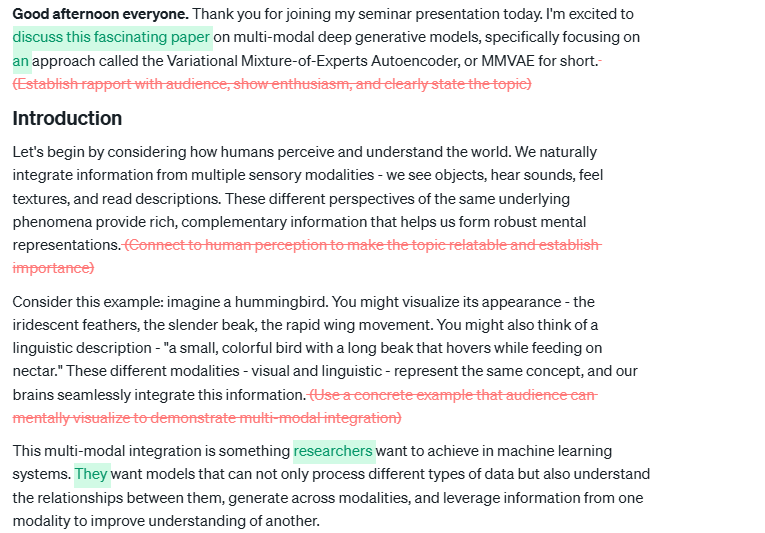 Good afternoon everyone. Thank you for joining my seminar presentation today. I'm excited to
discuss this fascinating paper on multi-modal deep generative models, specifically focusing on
an approach called the Variational Mixture-of-Experts Autoencoder, or MMVAE for short.
(Establish rapport with audience, show enthusiasm, and clearly state the topic)
Introduction
Let's begin by considering how humans perceive and understand the world. We naturally
integrate information from multiple sensory modalities - we see objects, hear sounds, feel
textures, and read descriptions. These different perspectives of the same underlying
phenomena provide rich, complementary information that helps us form robust mental
representations. (Connect to human perception to make the topic relatable and establish
importance)
Consider this example: imagine a hummingbird. You might visualize its appearance - the
iridescent feathers, the slender beak, the rapid wing movement. You might also think of a
linguistic description - "a small, colorful bird with a long beak that hovers while feeding on
nectar." These different modalities - visual and linguistic - represent the same concept, and our
brains seamlessly integrate this information. (Use a concrete example that audience can
mentally visualize to demonstrate multi-modal integration)
This multi-modal integration is something researchers want to achieve in machine learning
systems. They want models that can not only process different types of data but also understand
the relationships between them, generate across modalities, and leverage information from one
modality to improve understanding of another.